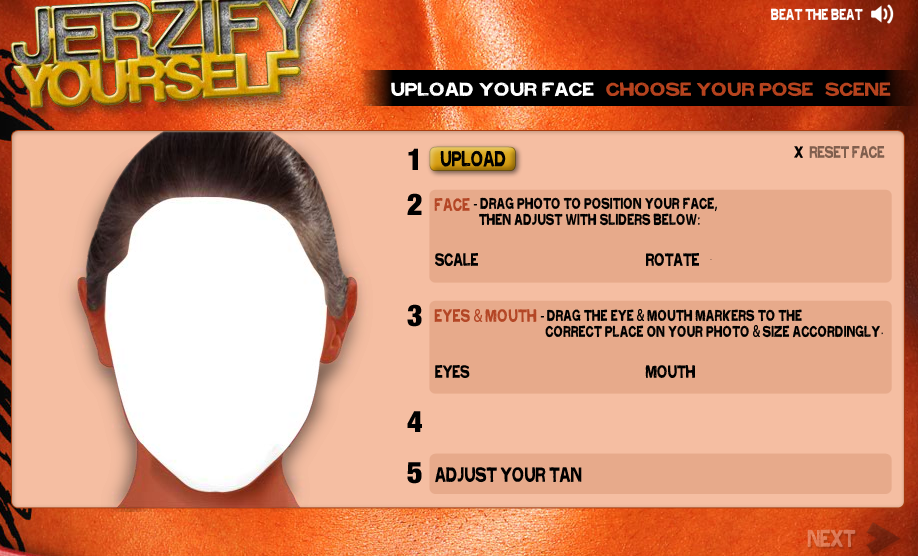 JERZIFY
YOURSELF
BEAT THE BEAT
UPLOAD YOUR FACE CHOOSE YOUR POSE SCENE
X RESET FACE
1 UPLOAD
2 FACE - DRAG PHOTO TO POSITION YOUR FACE,
THEN ADJUST WITH SLIDERS BELOW:
SCALE ROTATE
3 EYES & MOUTH - DRAG THE EYE & MOUTH MARKERS TO THE
CORRECT PLACE ON YOUR PHOTO & SIZE ACCORDINGLY.
EYES MOUTH
4
5 ADJUST YOUR TAN
NEXT